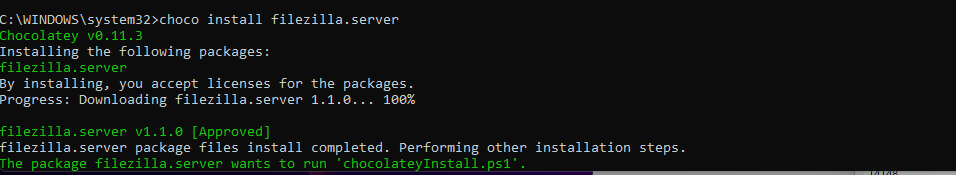 C:\WINDOWS\system32>choco install filezilla.server
Chocolatey v0.11.3
Installing the following packages:
filezilla.server
By installing, you accept licenses for the packages.
Progress: Downloading filezilla.server 1.1.0... 100%
filezilla.server v1.1.0 [Approved]
filezilla.server package files install completed. Performing other installation steps.
The package filezilla.server wants to run 'chocolateyInstall.ps1'.